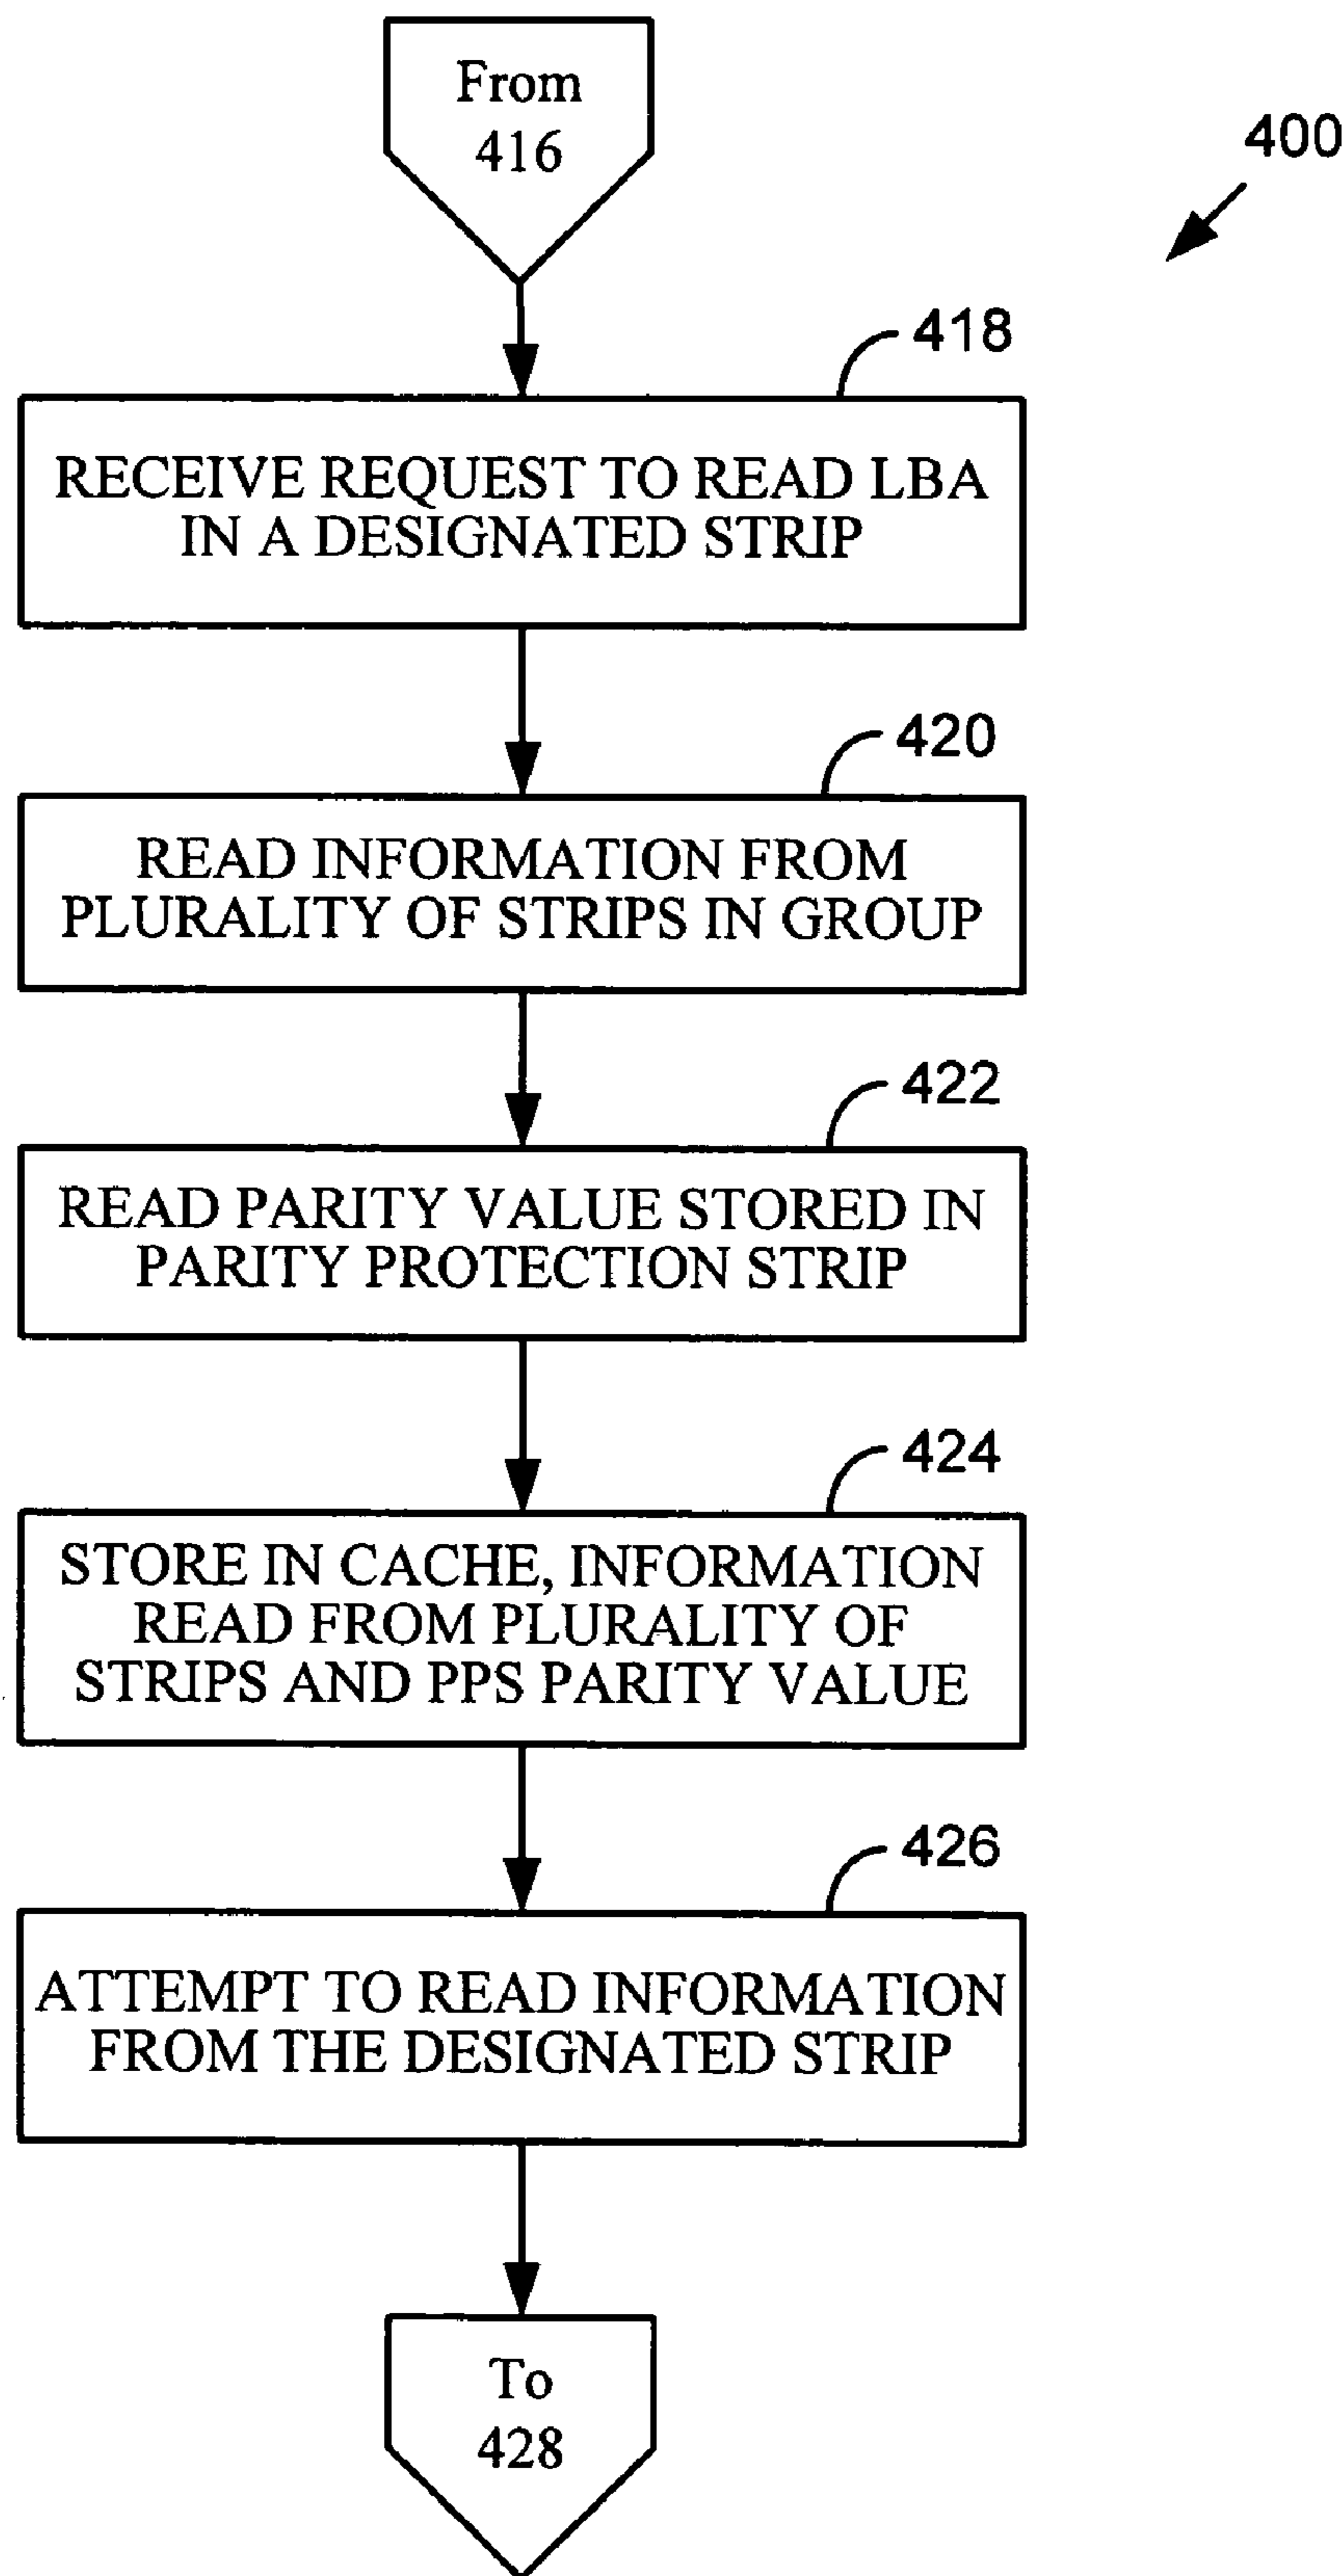 From
416
400
418
RECEIVE REQUEST TO READ LBA
IN A DESIGNATED STRIP
420
READ INFORMATION FROM
PLURALITY OF STRIPS IN GROUP
422
READ PARITY VALUE STORED IN
PARITY PROTECTION STRIP
424
STORE IN CACHE, INFORMATION
READ FROM PLURALITY OF
STRIPS AND PPS PARITY VALUE
426
ATTEMPT TO READ INFORMATION
FROM THE DESIGNATED STRIP
To
428